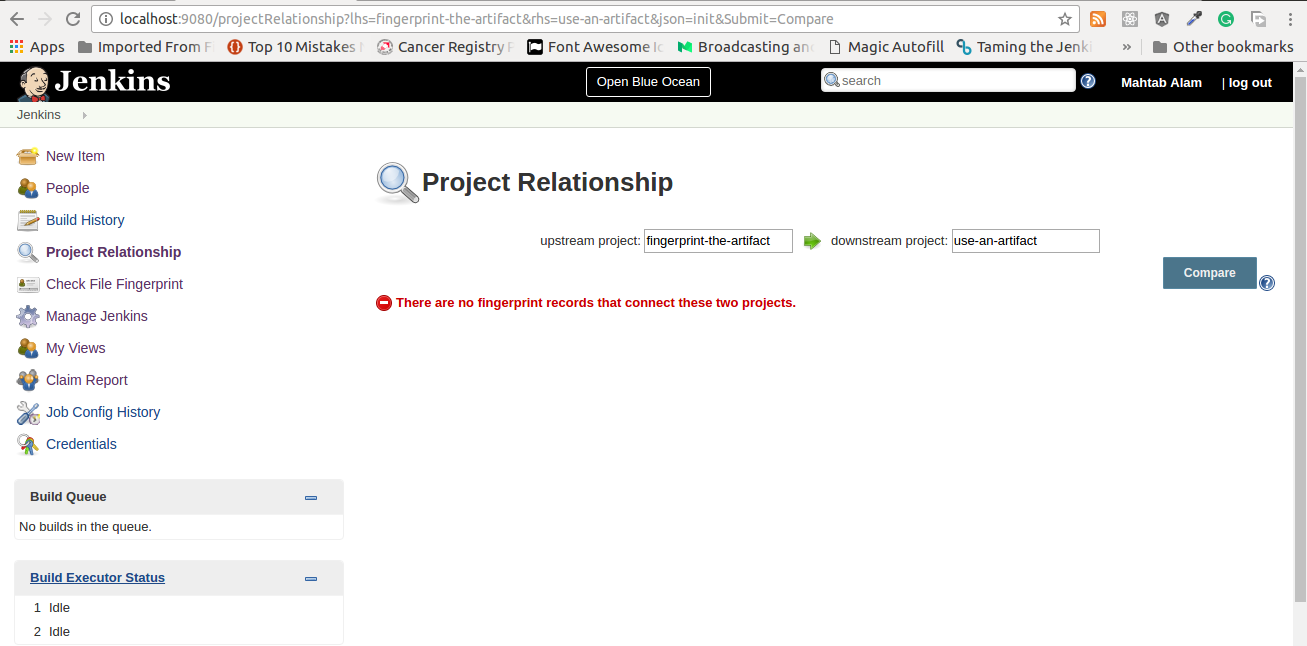 localhost:9080/projectRelationship?lhs=fingerprint-the-artifact&rhs=use-an-artifact&json=init&Submit=Compare
Apps Imported From Top 10 Mistakes Cancer Registry Font Awesome Broadcasting Magic Autofill Taming the » Other bookmarks
Jenkins Open Blue Ocean search Mahtab Alam | log out
Jenkins
New Item
People
Build History
Project Relationship
Check File Fingerprint
Manage Jenkins
My Views
Claim Report
Job Config History
Credentials
Build Queue
No builds in the queue.
Build Executor Status
1 Idle
2 Idle
Project Relationship
upstream project: fingerprint-the-artifact downstream project: use-an-artifact
Compare
There are no fingerprint records that connect these two projects.